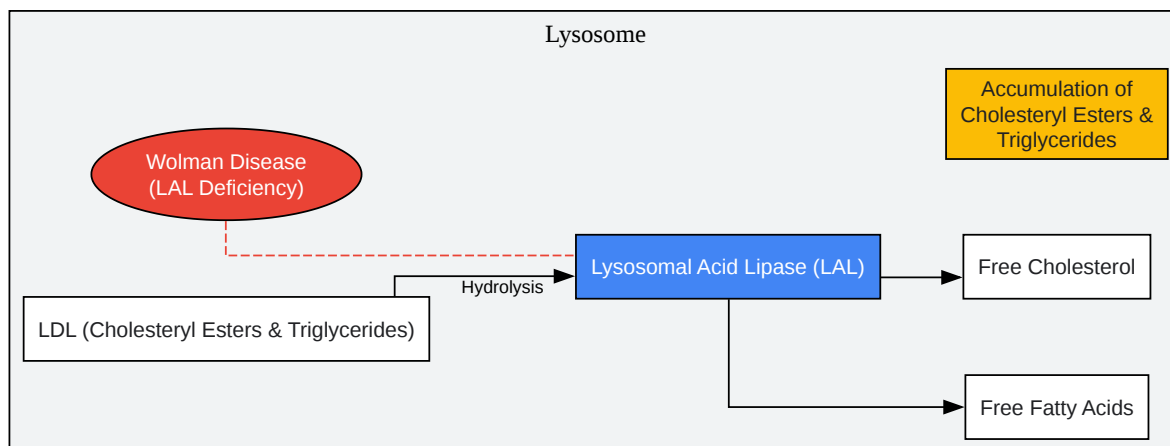 Lysosome
Accumulation of
Cholesteryl Esters &
Triglycerides
Wolman Disease
(LAL Deficiency)
Lysosomal Acid Lipase (LAL)
Free Cholesterol
Hydrolysis
LDL (Cholesteryl Esters & Triglycerides)
Free Fatty Acids